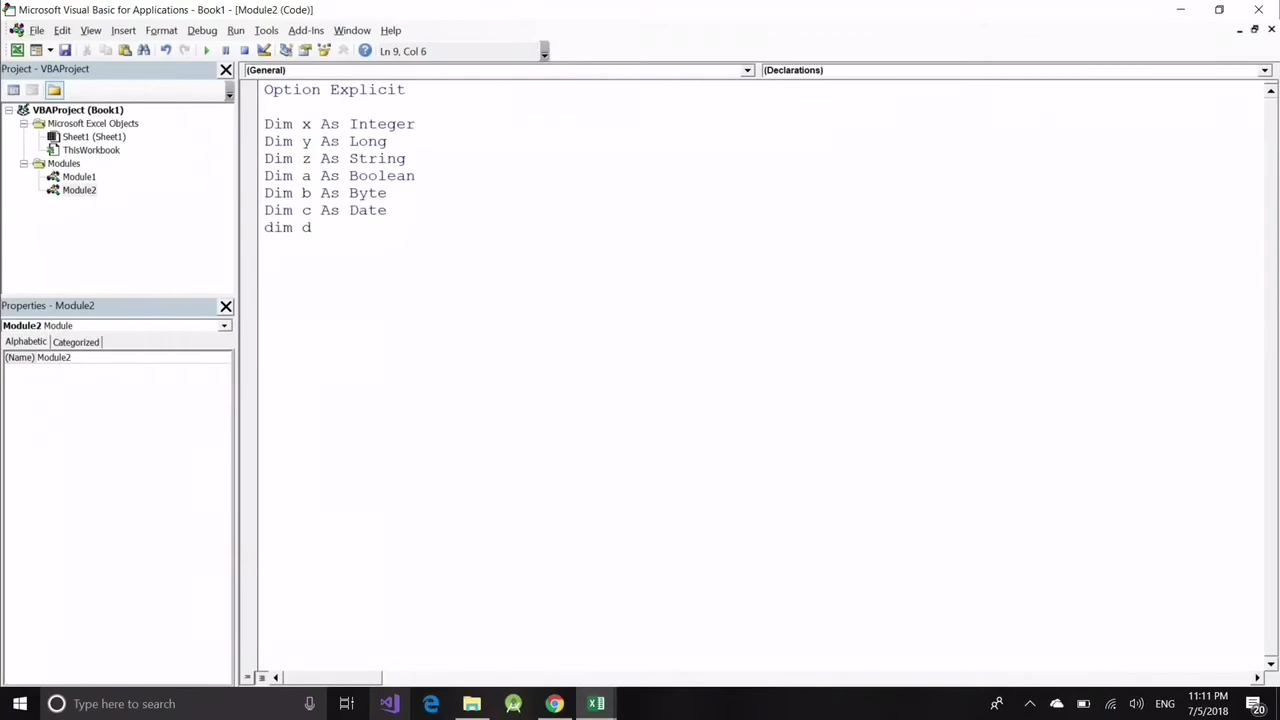 Microsoft Visual Basic for Applications - Book1 - [Module2 (Code)]
File Edit View Insert Format Debug Run Tools Add-Ins Window Help
Ln 9, Col 6
Project - VBAProject
(General) (Declarations)
VBAProject (Book1)
Microsoft Excel Objects
Sheet1 (Sheet1)
ThisWorkbook
Modules
Module1
Module2
Option Explicit
Dim x As Integer
Dim y As Long
Dim z As String
Dim a As Boolean
Dim b As Byte
Dim c As Date
dim d
Properties - Module2
Module2 Module
Alphabetic Categorized
(Name) Module2
Type here to search
ENG
11:11 PM
7/5/2018
20